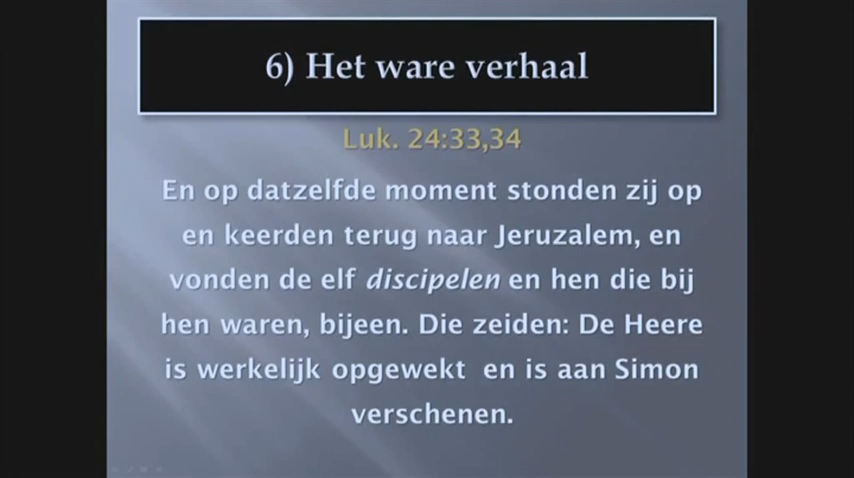 6) Het ware verhaal
Luk. 24:33,34
En op datzelfde moment stonden zij op
en keerden terug naar Jeruzalem, en
vonden de elf discipelen en hen die bij
hen waren, bijeen. Die zeiden: De Heere
is werkelijk opgewekt en is aan Simon
verschenen.